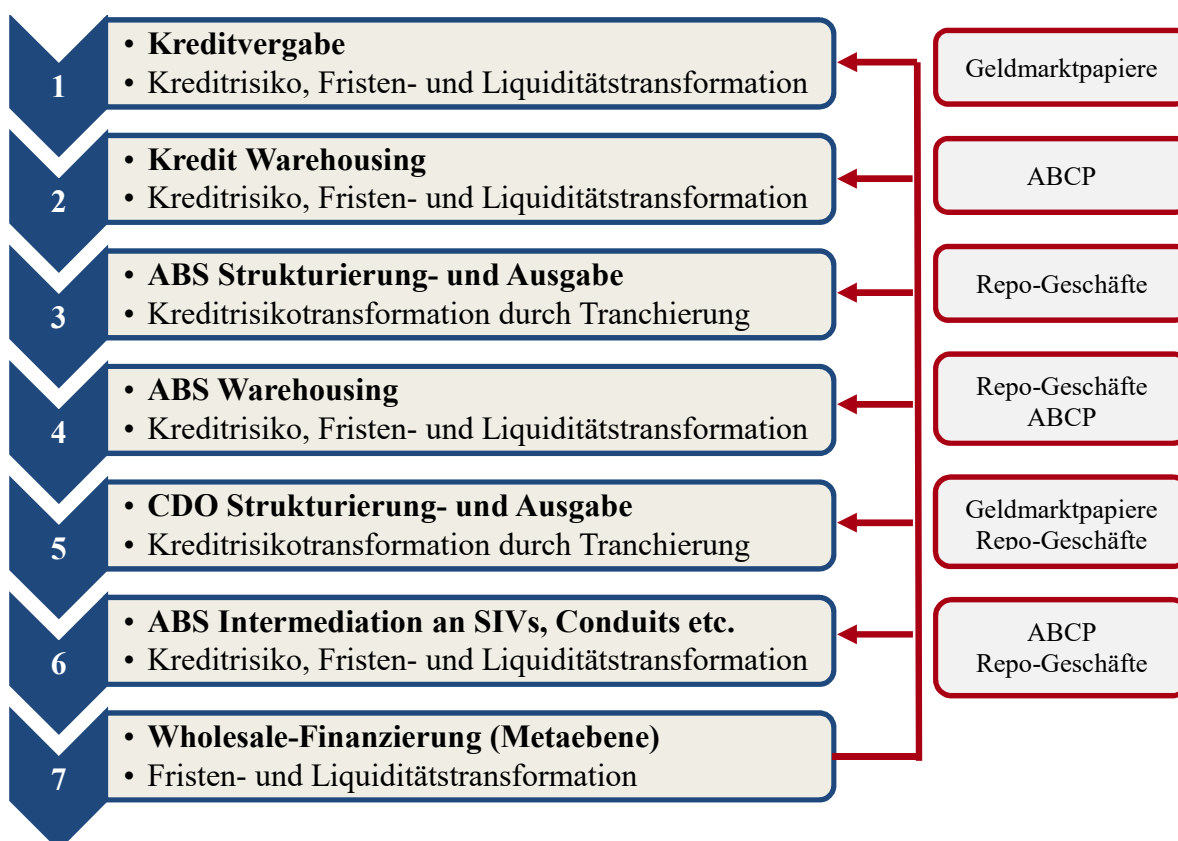 1
• Kreditvergabe
• Kreditrisiko, Fristen- und Liquiditätstransformation
Geldmarktpapiere
2
• Kredit Warehousing
• Kreditrisiko, Fristen- und Liquiditätstransformation
ABCP
3
• ABS Strukturierung- und Ausgabe
• Kreditrisikotransformation durch Tranchierung
Repo-Geschäfte
4
• ABS Warehousing
• Kreditrisiko, Fristen- und Liquiditätstransformation
Repo-Geschäfte
ABCP
5
• CDO Strukturierung- und Ausgabe
• Kreditrisikotransformation durch Tranchierung
Geldmarktpapiere
Repo-Geschäfte
6
• ABS Intermediation an SIVs, Conduits etc.
• Kreditrisiko, Fristen- und Liquiditätstransformation
ABCP
Repo-Geschäfte
7
• Wholesale-Finanzierung (Metaebene)
• Fristen- und Liquiditätstransformation